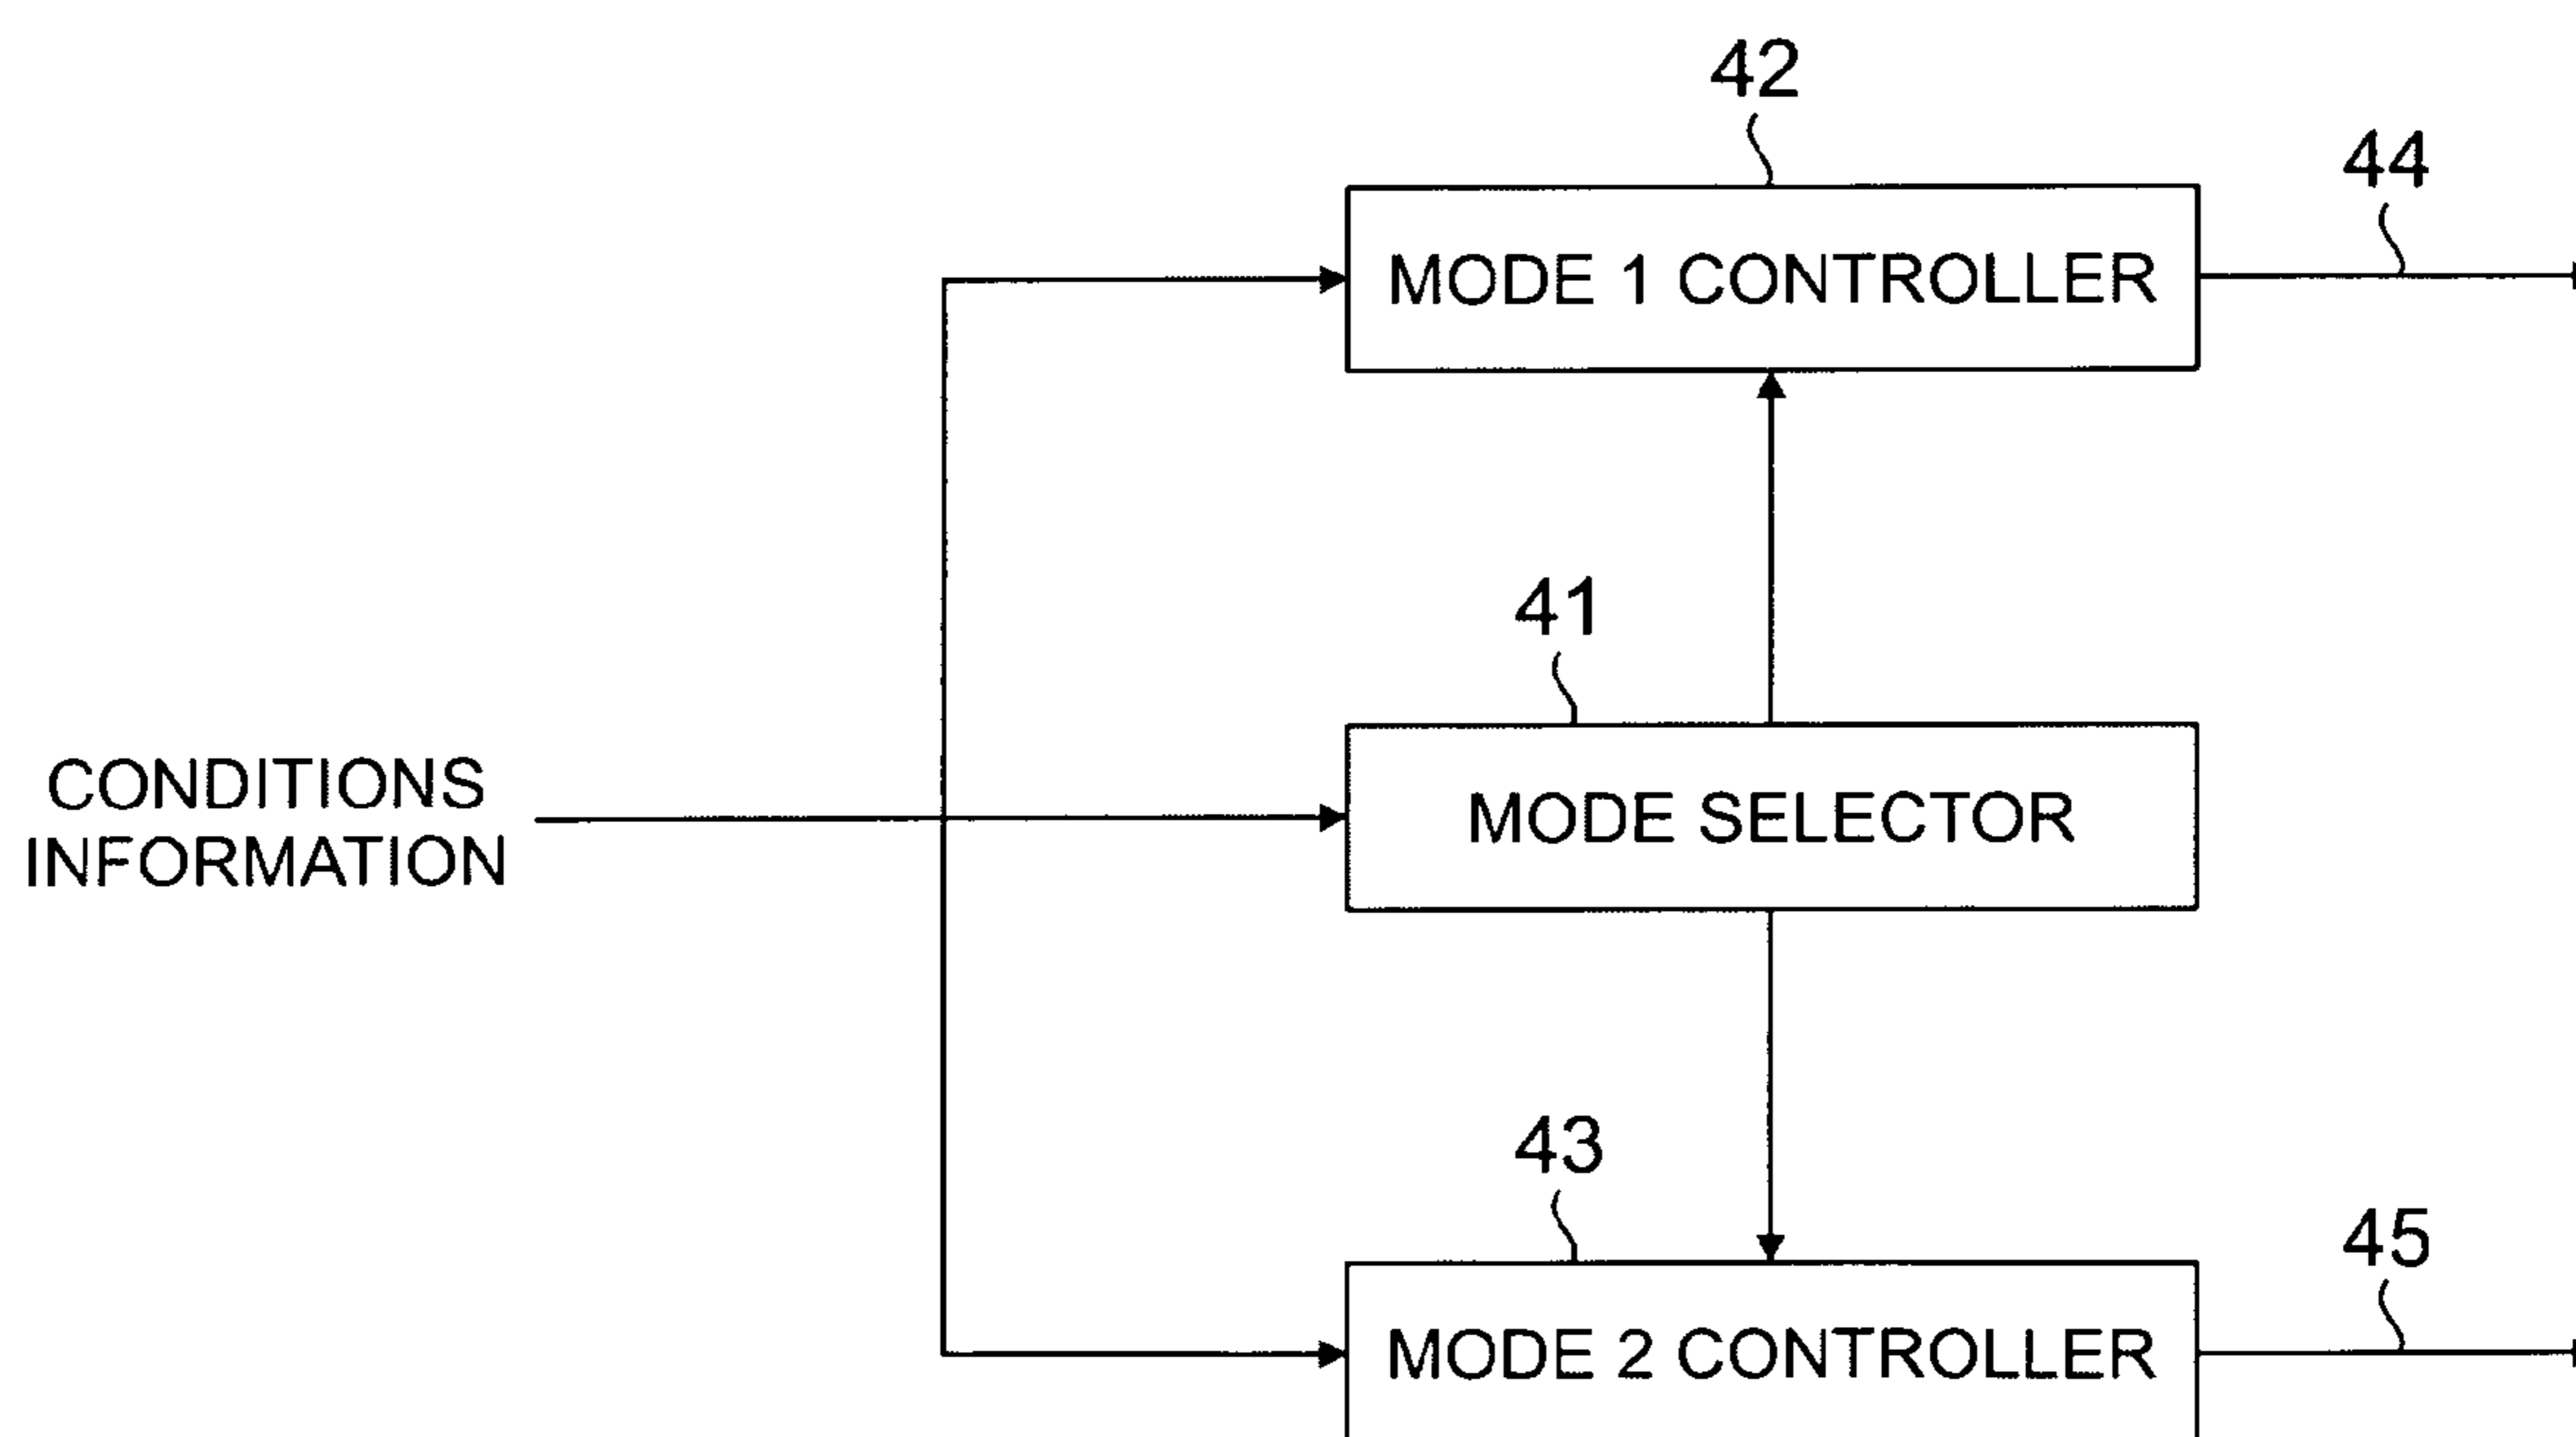 42
44
MODE 1 CONTROLLER
41
CONDITIONS
INFORMATION
MODE SELECTOR
43
45
MODE 2 CONTROLLER